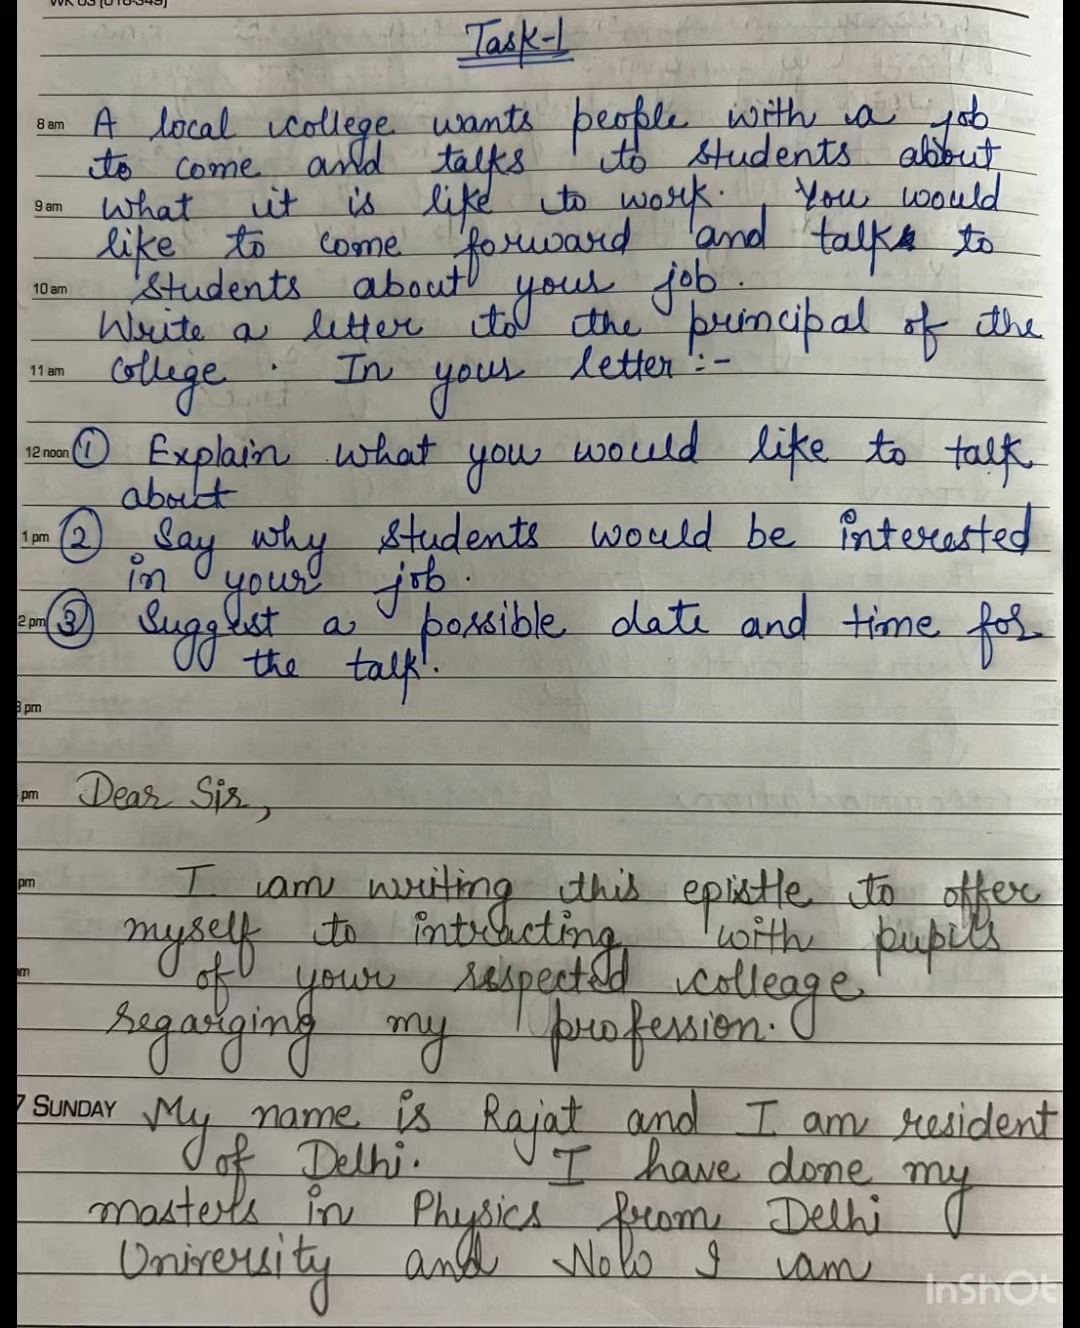 Task-1
8 am A local college wants people with a job
to come and talks to students about
9 am what it is like to work. You would
like to come forward and talk to
10 am students about your job.
Write a letter to the principal of the
11 am college. In your letter :-
12 noon ① Explain what you would like to talk
about
1 pm ② Say why students would be interested
in your job.
2 pm ③ Suggest a possible date and time for
the talk.
3 pm
pm Dear Sir,
pm I am writing this epistle to offer
myself to intracting with pupils
m of your respected colleage
regarging my profession.
7 SUNDAY My name is Rajat and I am resident
of Delhi. I have done my
masters in Physics from Delhi
University and Now I am
InShOt